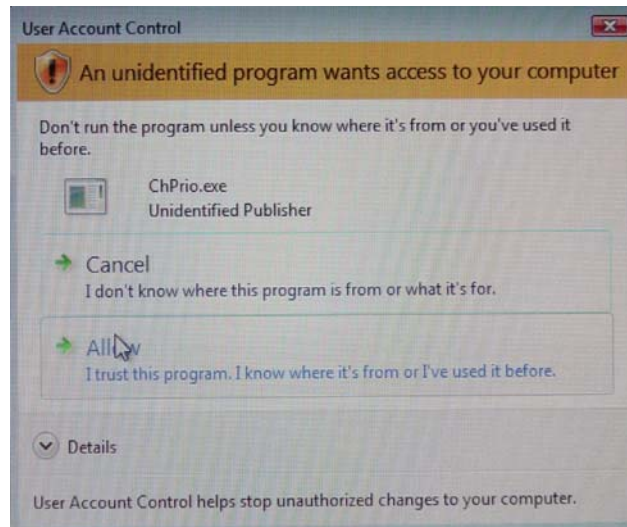 User Account Control
An unidentified program wants access to your computer
Don't run the program unless you know where it's from or you've used it
before.
ChPrio.exe
Unidentified Publisher
Cancel
I don't know where this program is from or what it's for.
Allow
I trust this program. I know where it's from or I've used it before.
Details
User Account Control helps stop unauthorized changes to your computer.